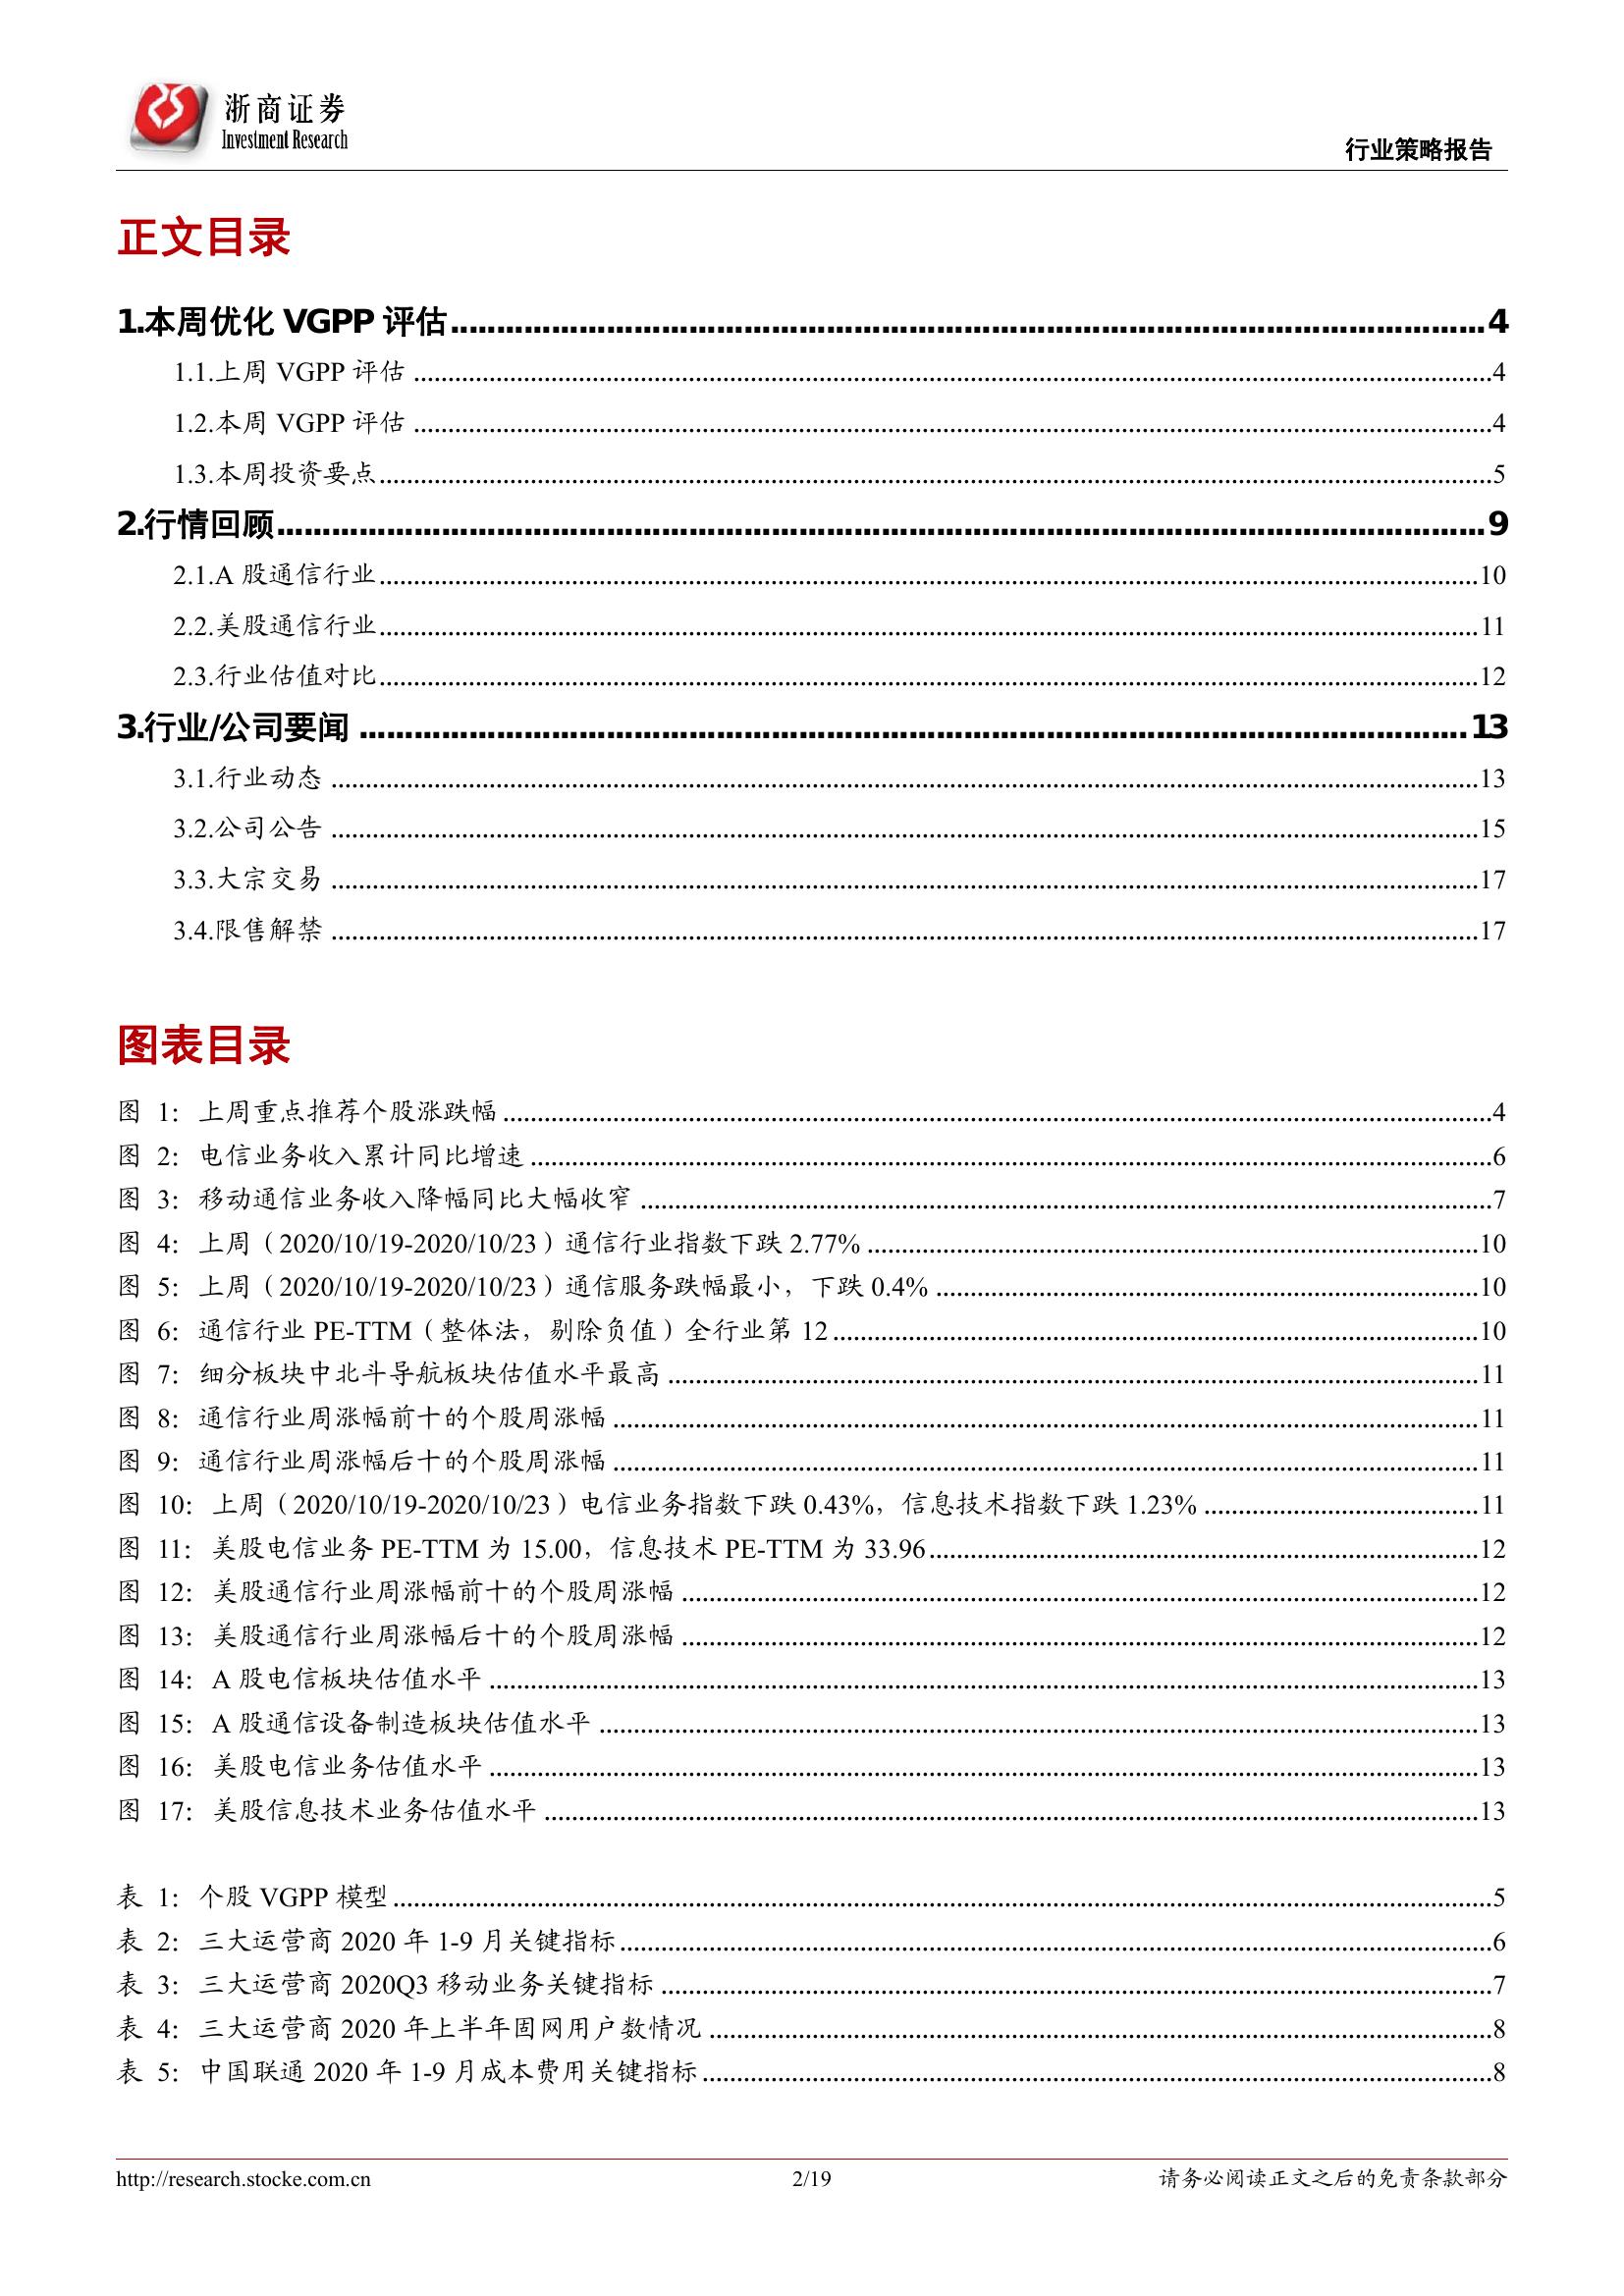 浙商证券
Investment Research
行业策略报告
正文目录
1.本周优化 VGPP 评估 4
1.1.上周 VGPP 评估 4
1.2.本周 VGPP 评估 4
1.3.本周投资要点 5
2.行情回顾 9
2.1.A 股通信行业 10
2.2.美股通信行业 11
2.3.行业估值对比 12
3.行业/公司要闻 13
3.1.行业动态 13
3.2.公司公告 15
3.3.大宗交易 17
3.4.限售解禁 17
图表目录
图 1：上周重点推荐个股涨跌幅 4
图 2：电信业务收入累计同比增速 6
图 3：移动通信业务收入降幅同比大幅收窄 7
图 4：上周（2020/10/19-2020/10/23）通信行业指数下跌 2.77% 10
图 5：上周（2020/10/19-2020/10/23）通信服务跌幅最小，下跌 0.4% 10
图 6：通信行业 PE-TTM（整体法，剔除负值）全行业第 12 10
图 7：细分板块中北斗导航板块估值水平最高 11
图 8：通信行业周涨幅前十的个股周涨幅 11
图 9：通信行业周涨幅后十的个股周涨幅 11
图 10：上周（2020/10/19-2020/10/23）电信业务指数下跌 0.43%，信息技术指数下跌 1.23% 11
图 11：美股电信业务 PE-TTM 为 15.00，信息技术 PE-TTM 为 33.96 12
图 12：美股通信行业周涨幅前十的个股周涨幅 12
图 13：美股通信行业周涨幅后十的个股周涨幅 12
图 14：A 股电信板块估值水平 13
图 15：A 股通信设备制造板块估值水平 13
图 16：美股电信业务估值水平 13
图 17：美股信息技术业务估值水平 13
表 1：个股 VGPP 模型 5
表 2：三大运营商 2020 年 1-9 月关键指标 6
表 3：三大运营商 2020Q3 移动业务关键指标 7
表 4：三大运营商 2020 年上半年固网用户数情况 8
表 5：中国联通 2020 年 1-9 月成本费用关键指标 8
http://research.stocke.com.cn 2/19 请务必阅读正文之后的免责条款部分